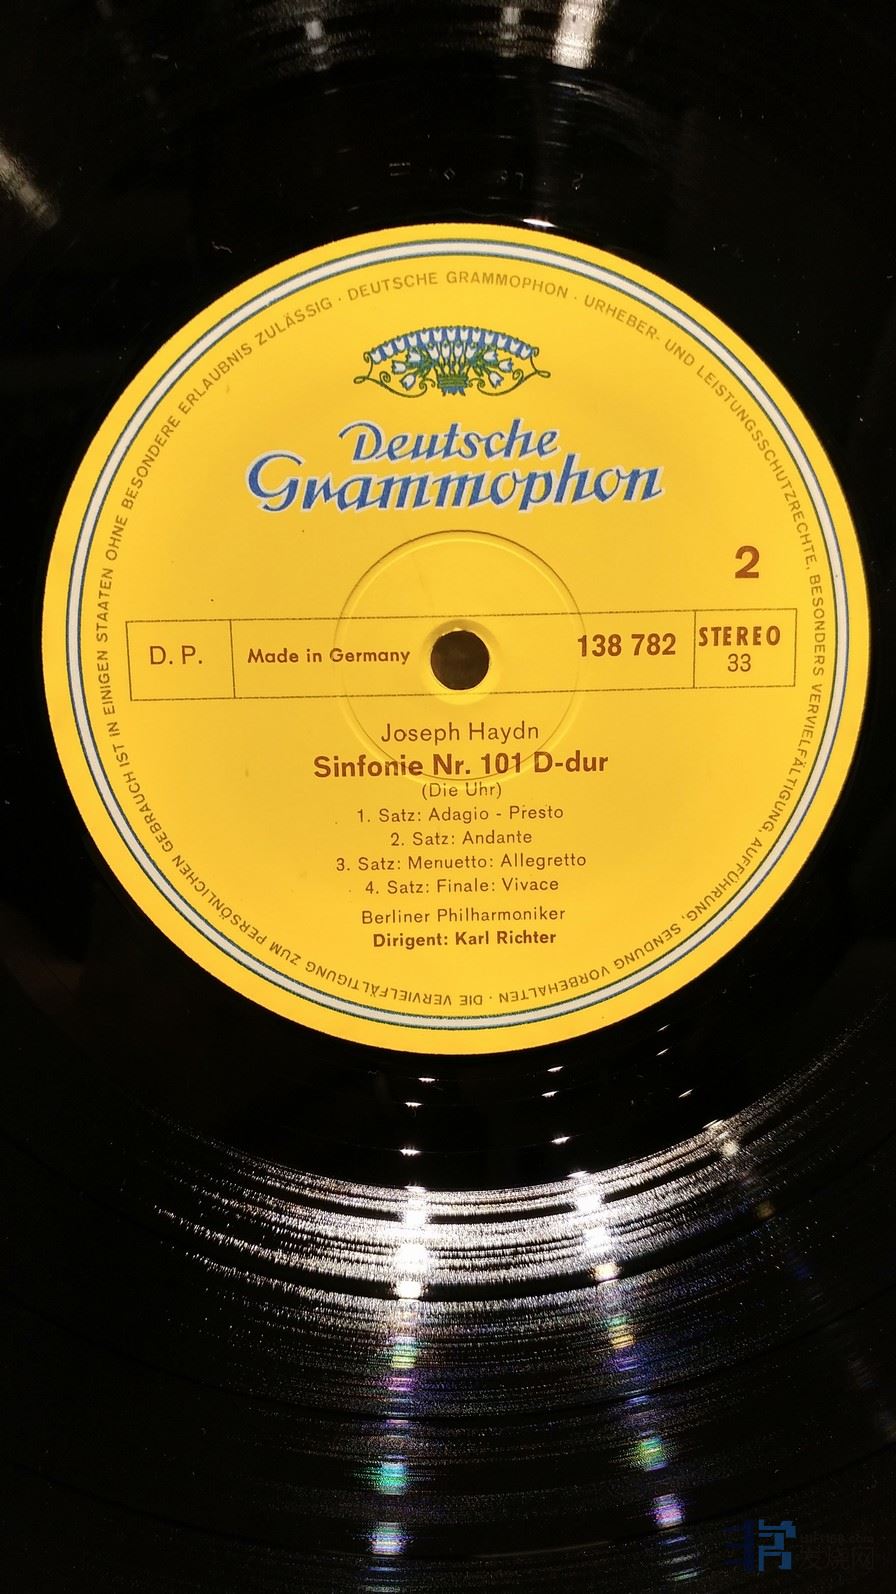 DEUTSCHE GRAMMOPHON · URHEBER- UND LEISTUNGSSCHUTZRECHTE, BESONDERS VERVIELFÄLTIGUNG, AUFFÜHRUNG, SENDUNG VORBEHALTEN · DIE VERVIELFÄLTIGUNG ZUM PERSÖNLICHEN GEBRAUCH IST IN EINIGEN STAATEN OHNE BESONDERE ERLAUBNIS ZULÄSSIG ·
Deutsche
Grammophon
2
D. P. Made in Germany 138 782 STEREO
33
Joseph Haydn
Sinfonie Nr. 101 D-dur
(Die Uhr)
1. Satz: Adagio - Presto
2. Satz: Andante
3. Satz: Menuetto: Allegretto
4. Satz: Finale: Vivace
Berliner Philharmoniker
Dirigent: Karl Richter
发烧网